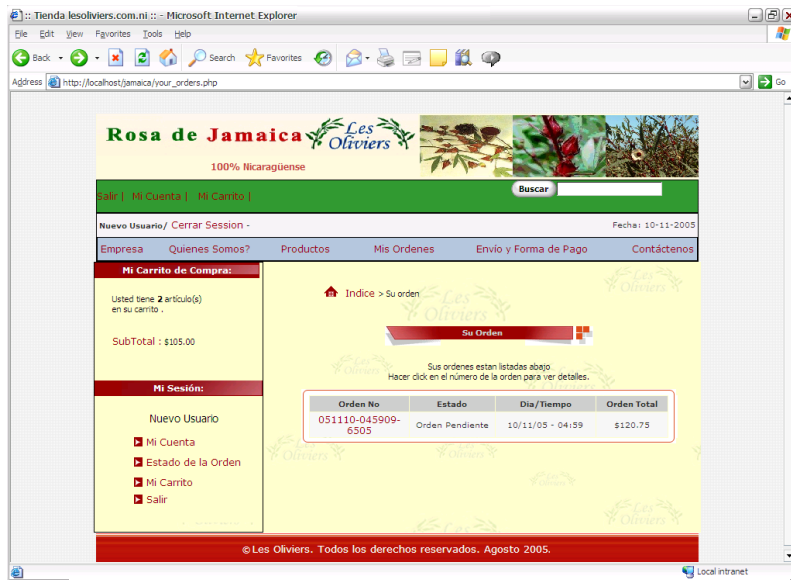 :: Tienda lesoliviers.com.ni :: - Microsoft Internet Explorer
File Edit View Favorites Tools Help
Back Search Favorites
Address http://localhost/jamaica/your_orders.php Go
Rosa de Jamaica Les Oliviers
100% Nicaragüense
Buscar
Salir | Mi Cuenta | Mi Carrito |
Nuevo Usuario/ Cerrar Session - Fecha: 10-11-2005
Empresa Quienes Somos? Productos Mis Ordenes Envío y Forma de Pago Contáctenos
Mi Carrito de Compra:
Usted tiene 2 artículo(s)
en su carrito .
SubTotal : $105.00
Mi Sesión:
Nuevo Usuario
Mi Cuenta
Estado de la Orden
Mi Carrito
Salir
Indice > Su orden
Su Orden
Sus ordenes estan listadas abajo
Hacer click en el número de la orden para ver detalles.
Orden No Estado Dia/Tiempo Orden Total
051110-045909-
6505 Orden Pendiente 10/11/05 - 04:59 $120.75
Les Oliviers
Les Oliviers
© Les Oliviers. Todos los derechos reservados. Agosto 2005.
Local intranet